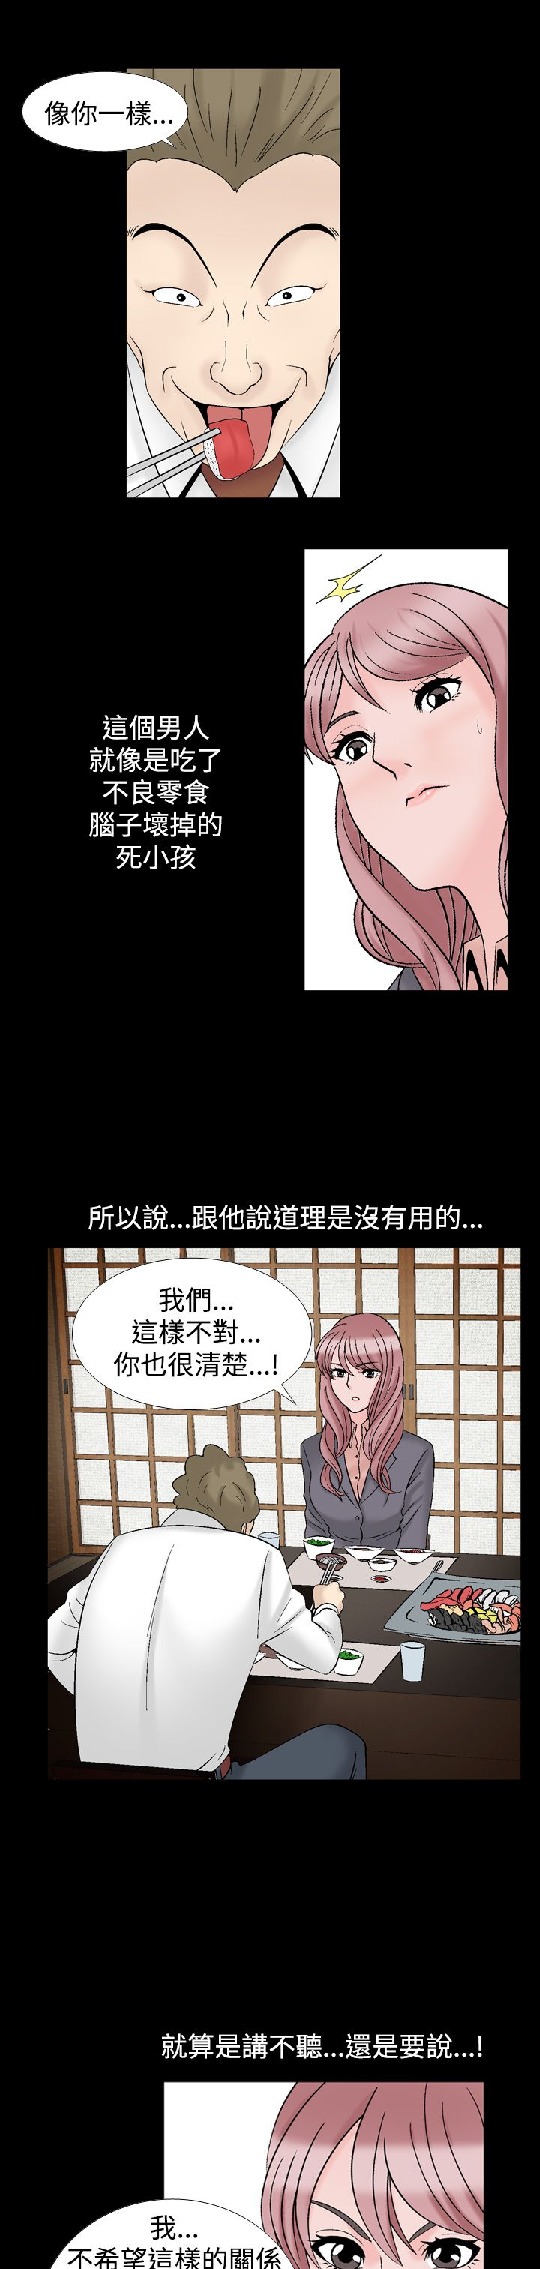 像你一樣...
這個男人
就像是吃了
不良零食
腦子壞掉的
死小孩
所以說...跟他說道理是沒有用的...
我們...
這樣不對...
你也很清楚...!
就算是講不聽...還是要說...!
我...
不希望這樣的關係